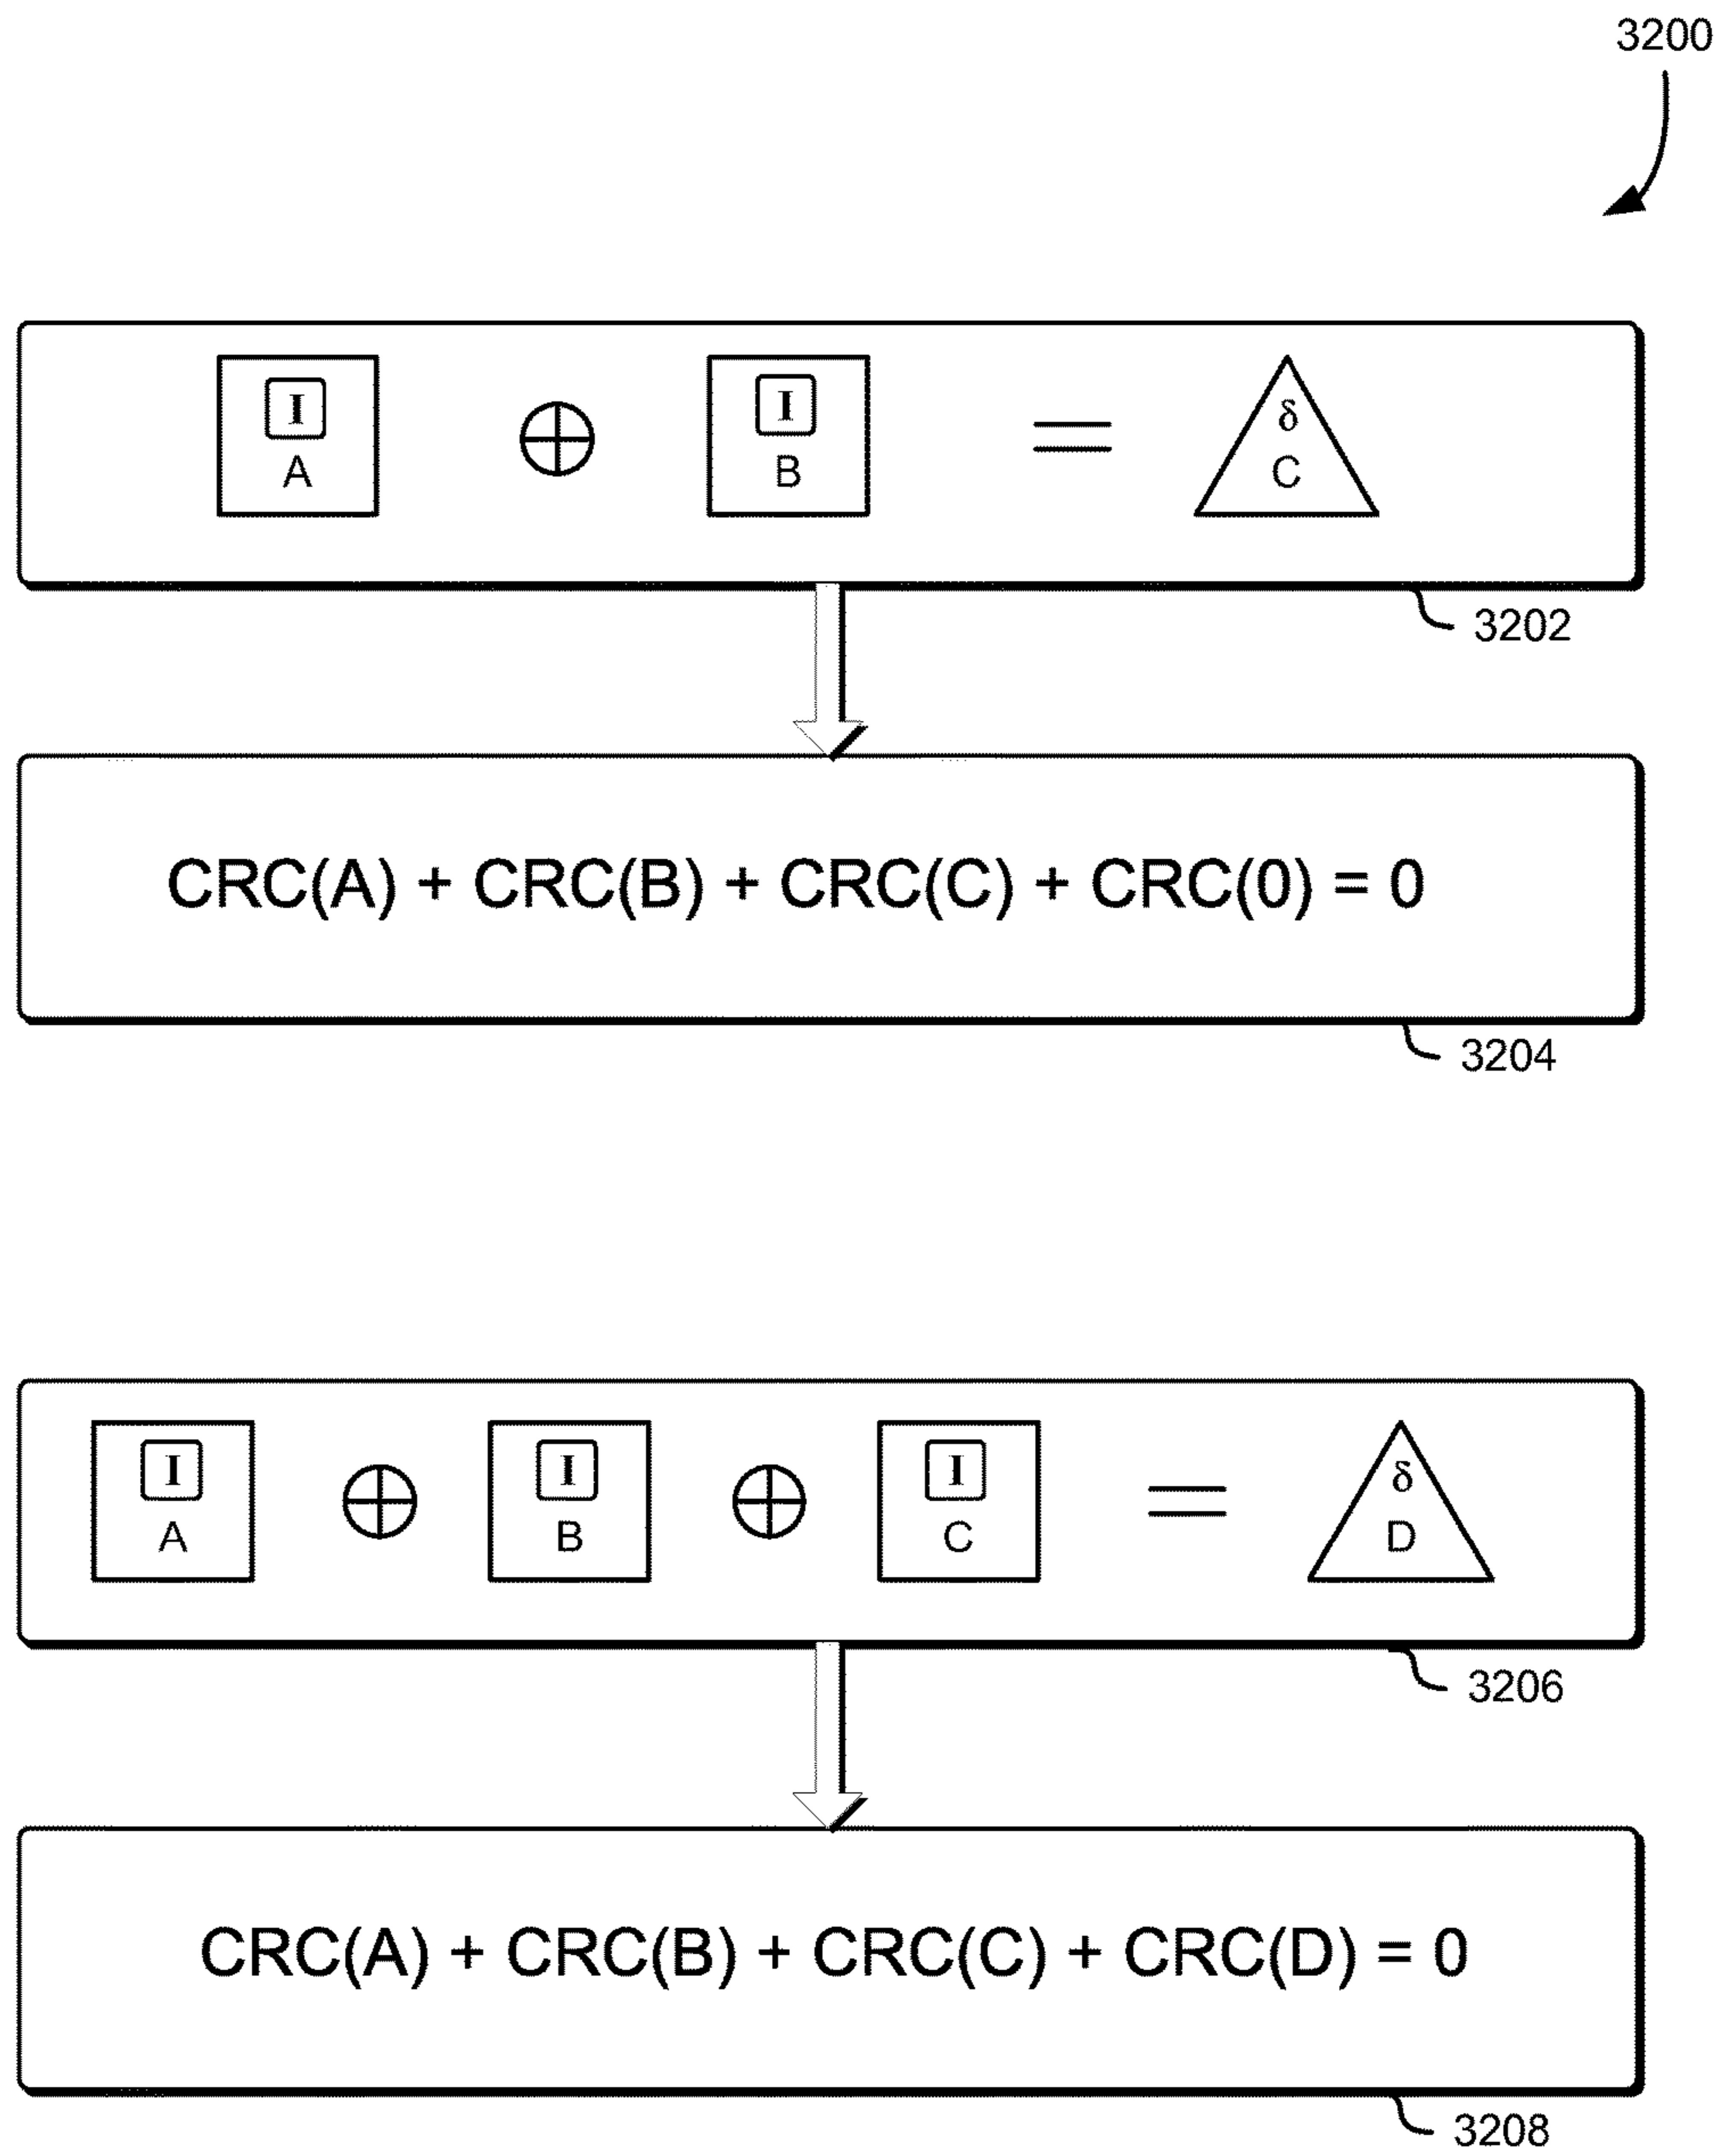 3200
I I δ
A ⊕ B = C
3202
CRC(A) + CRC(B) + CRC(C) + CRC(0) = 0
3204
I I I δ
A ⊕ B ⊕ C = D
3206
CRC(A) + CRC(B) + CRC(C) + CRC(D) = 0
3208